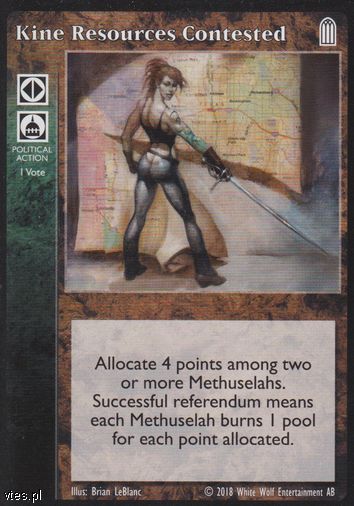 Kine Resources Contested
POLITICAL
ACTION
1 Vote
Allocate 4 points among two
or more Methuselahs.
Successful referendum means
each Methuselah burns 1 pool
for each point allocated.
Illus: Brian LeBlanc © 2018 White Wolf Entertainment AB
vtes.pl